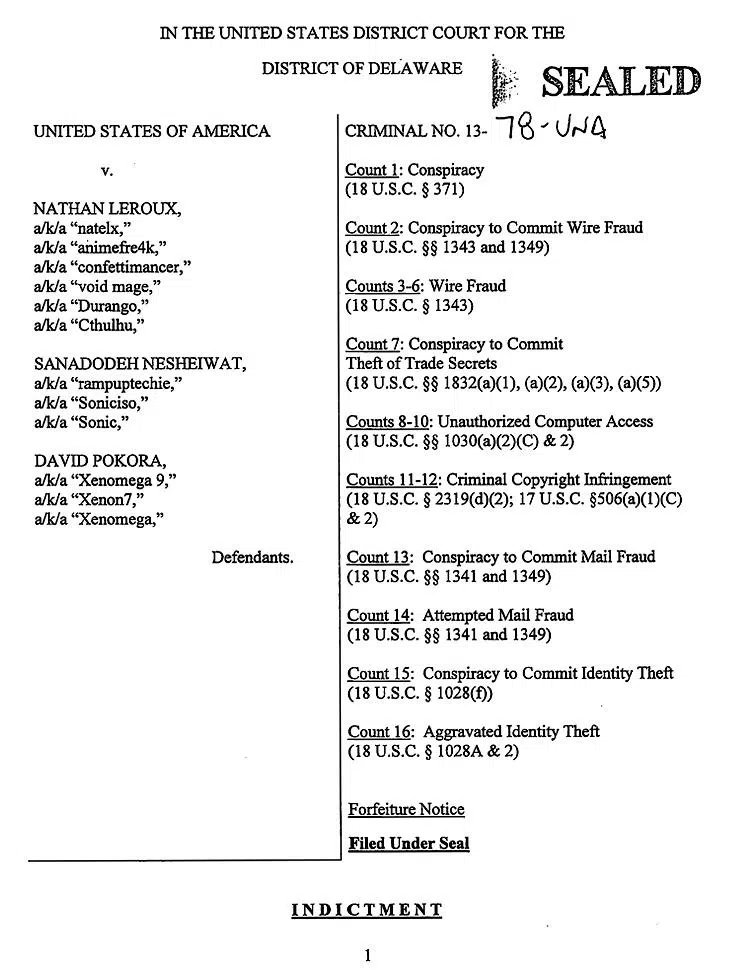 IN THE UNITED STATES DISTRICT COURT FOR THE
DISTRICT OF DELAWARE
SEALED
UNITED STATES OF AMERICA
v.
NATHAN LEROUX,
a/k/a “natelx,”
a/k/a “animefre4k,”
a/k/a “confettimancer,”
a/k/a “void mage,”
a/k/a “Durango,”
a/k/a “Cthulhu,”
SANADODEH NESHEIWAT,
a/k/a “rampuptechie,”
a/k/a “Soniciso,”
a/k/a “Sonic,”
DAVID POKORA,
a/k/a “Xenomega 9,”
a/k/a “Xenon7,”
a/k/a “Xenomega,”
Defendants.
CRIMINAL NO. 13- 78-UNA
Count 1: Conspiracy
(18 U.S.C. § 371)
Count 2: Conspiracy to Commit Wire Fraud
(18 U.S.C. §§ 1343 and 1349)
Counts 3-6: Wire Fraud
(18 U.S.C. § 1343)
Count 7: Conspiracy to Commit
Theft of Trade Secrets
(18 U.S.C. §§ 1832(a)(1), (a)(2), (a)(3), (a)(5))
Counts 8-10: Unauthorized Computer Access
(18 U.S.C. §§ 1030(a)(2)(C) & 2)
Counts 11-12: Criminal Copyright Infringement
(18 U.S.C. § 2319(d)(2); 17 U.S.C. §506(a)(1)(C)
& 2)
Count 13: Conspiracy to Commit Mail Fraud
(18 U.S.C. §§ 1341 and 1349)
Count 14: Attempted Mail Fraud
(18 U.S.C. §§ 1341 and 1349)
Count 15: Conspiracy to Commit Identity Theft
(18 U.S.C. § 1028(f))
Count 16: Aggravated Identity Theft
(18 U.S.C. § 1028A & 2)
Forfeiture Notice
Filed Under Seal
INDICTMENT
1